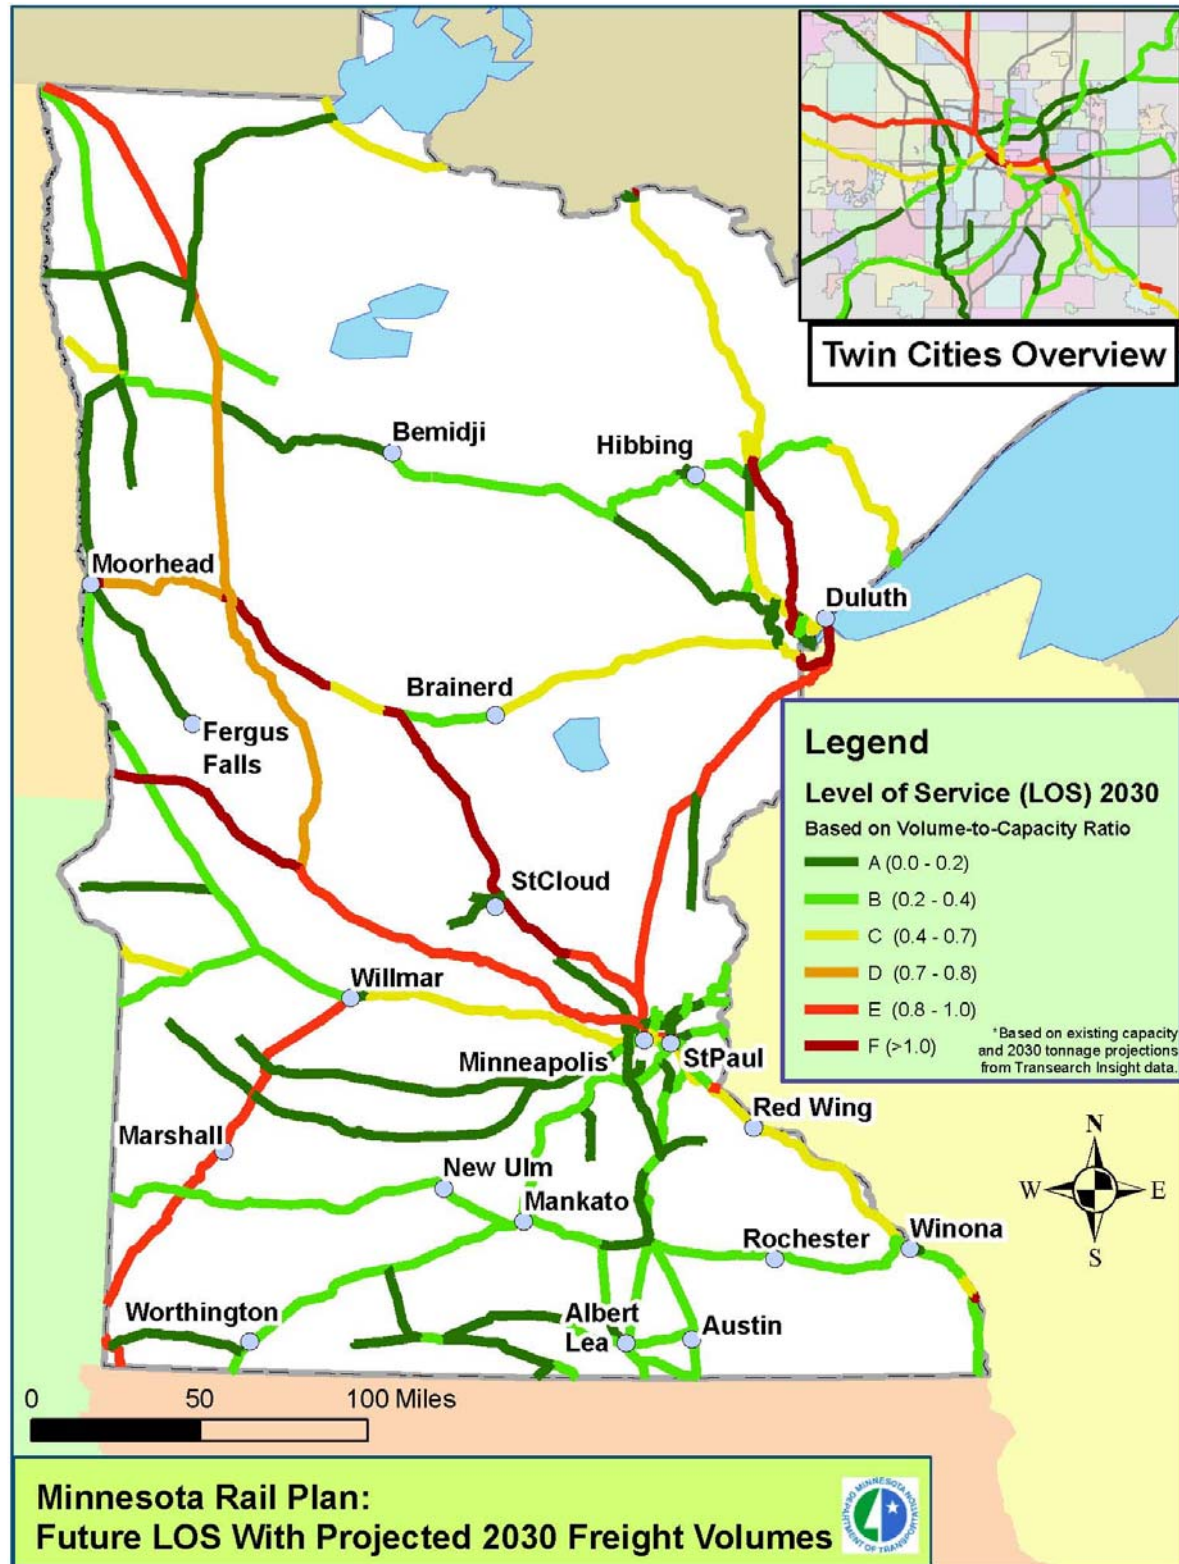 Twin Cities Overview
Bemidji
Hibbing
Moorhead
Duluth
Brainerd
Fergus
Falls
Legend
Level of Service (LOS) 2030
Based on Volume-to-Capacity Ratio
A (0.0 - 0.2)
B (0.2 - 0.4)
C (0.4 - 0.7)
D (0.7 - 0.8)
E (0.8 - 1.0)
F (>1.0)
*Based on existing capacity
and 2030 tonnage projections
from Transearch Insight data.
StCloud
Willmar
Minneapolis
StPaul
Red Wing
Marshall
New Ulm
Mankato
Rochester
Winona
N
W
E
S
Worthington
Albert
Lea
Austin
0 50 100 Miles
Minnesota Rail Plan:
Future LOS With Projected 2030 Freight Volumes
MINNESOTA DEPARTMENT OF TRANSPORTATION